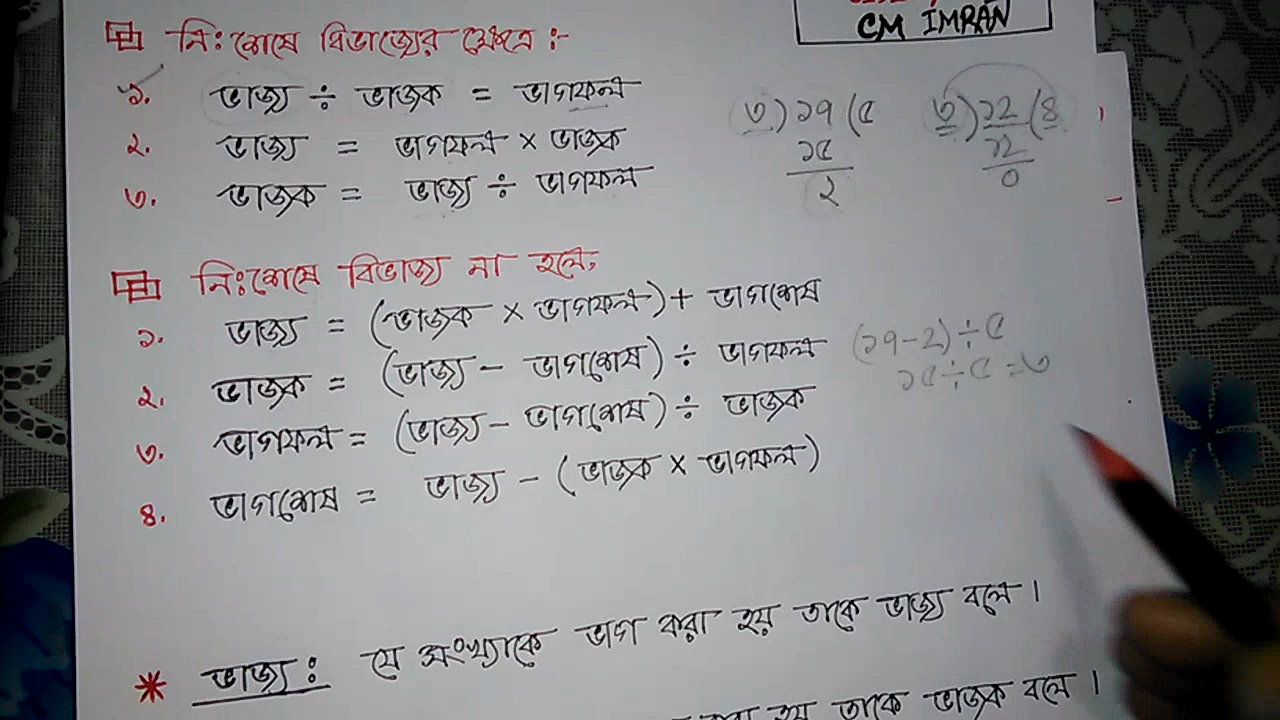 CM IMRAN
নিঃশেষে বিভাজ্যের ক্ষেত্রে :-
১. ভাজ্য ÷ ভাজক = ভাগফল
২. ভাজ্য = ভাগফল × ভাজক
৩. ভাজক = ভাজ্য ÷ ভাগফল
৩) ১৭ (৫
১৫
২
৩) ১২ (৪
১২
০
নিঃশেষে বিভাজ্য না হলে,
১. ভাজ্য = (ভাজক × ভাগফল) + ভাগশেষ
২. ভাজক = (ভাজ্য - ভাগশেষ) ÷ ভাগফল
৩. ভাগফল = (ভাজ্য - ভাগশেষ) ÷ ভাজক
৪. ভাগশেষ = ভাজ্য - (ভাজক × ভাগফল)
(১৭-২) ÷ ৫
১৫ ÷ ৫ = ৩
* ভাজ্য : যে সংখ্যাকে ভাগ করা হয় তাকে ভাজ্য বলে।
হয় তাকে ভাজক বলে।